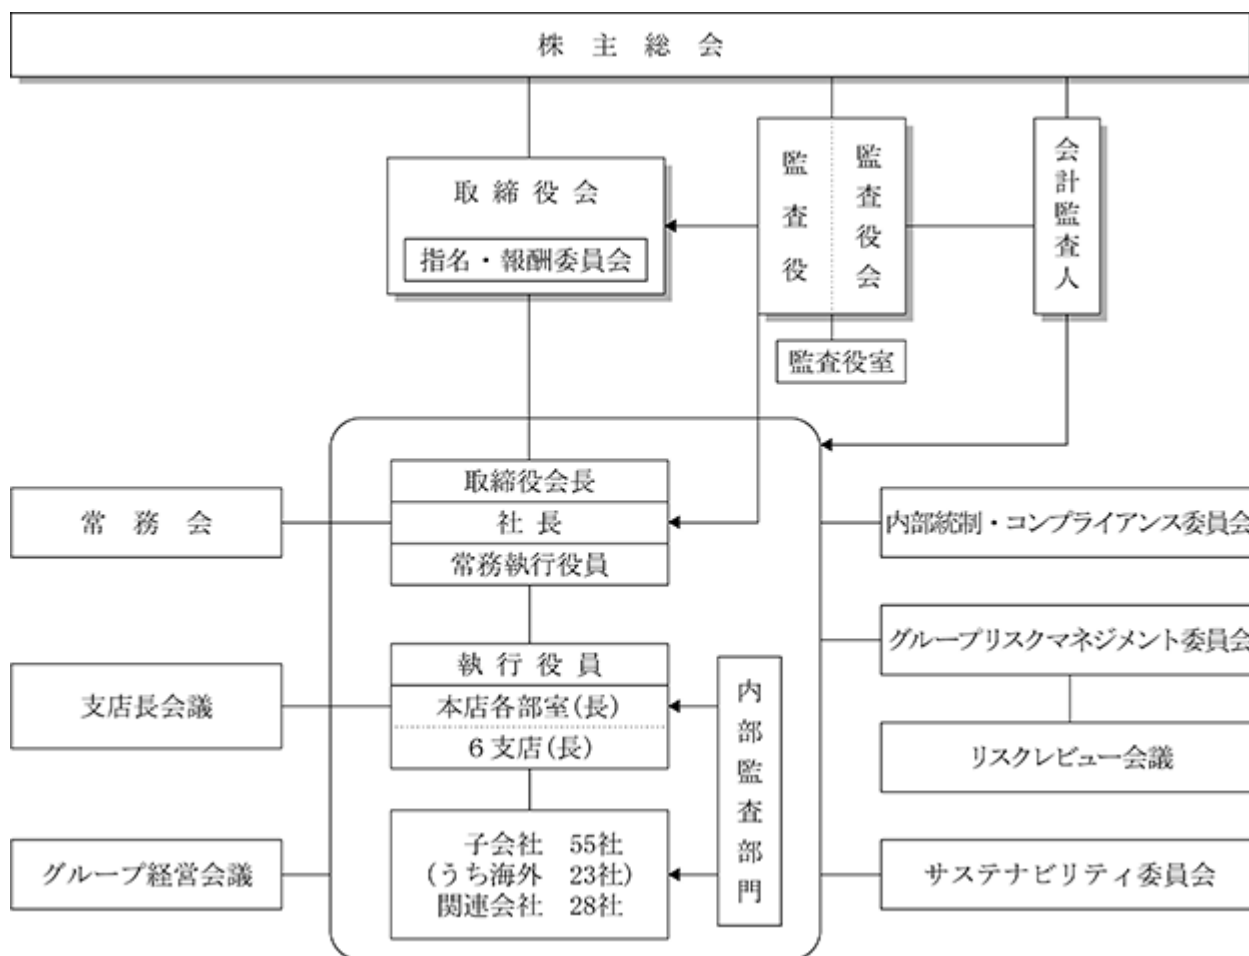 株主総会
取締役会
指名・報酬委員会
監査役
監査役会
会計監査人
監査役室
取締役会長
社長
常務執行役員
常務会
内部統制・コンプライアンス委員会
グループリスクマネジメント委員会
執行役員
本店各部室(長)
6支店(長)
支店長会議
内部監査部門
リスクレビュー会議
子会社 55社
(うち海外 23社)
関連会社 28社
グループ経営会議
サステナビリティ委員会